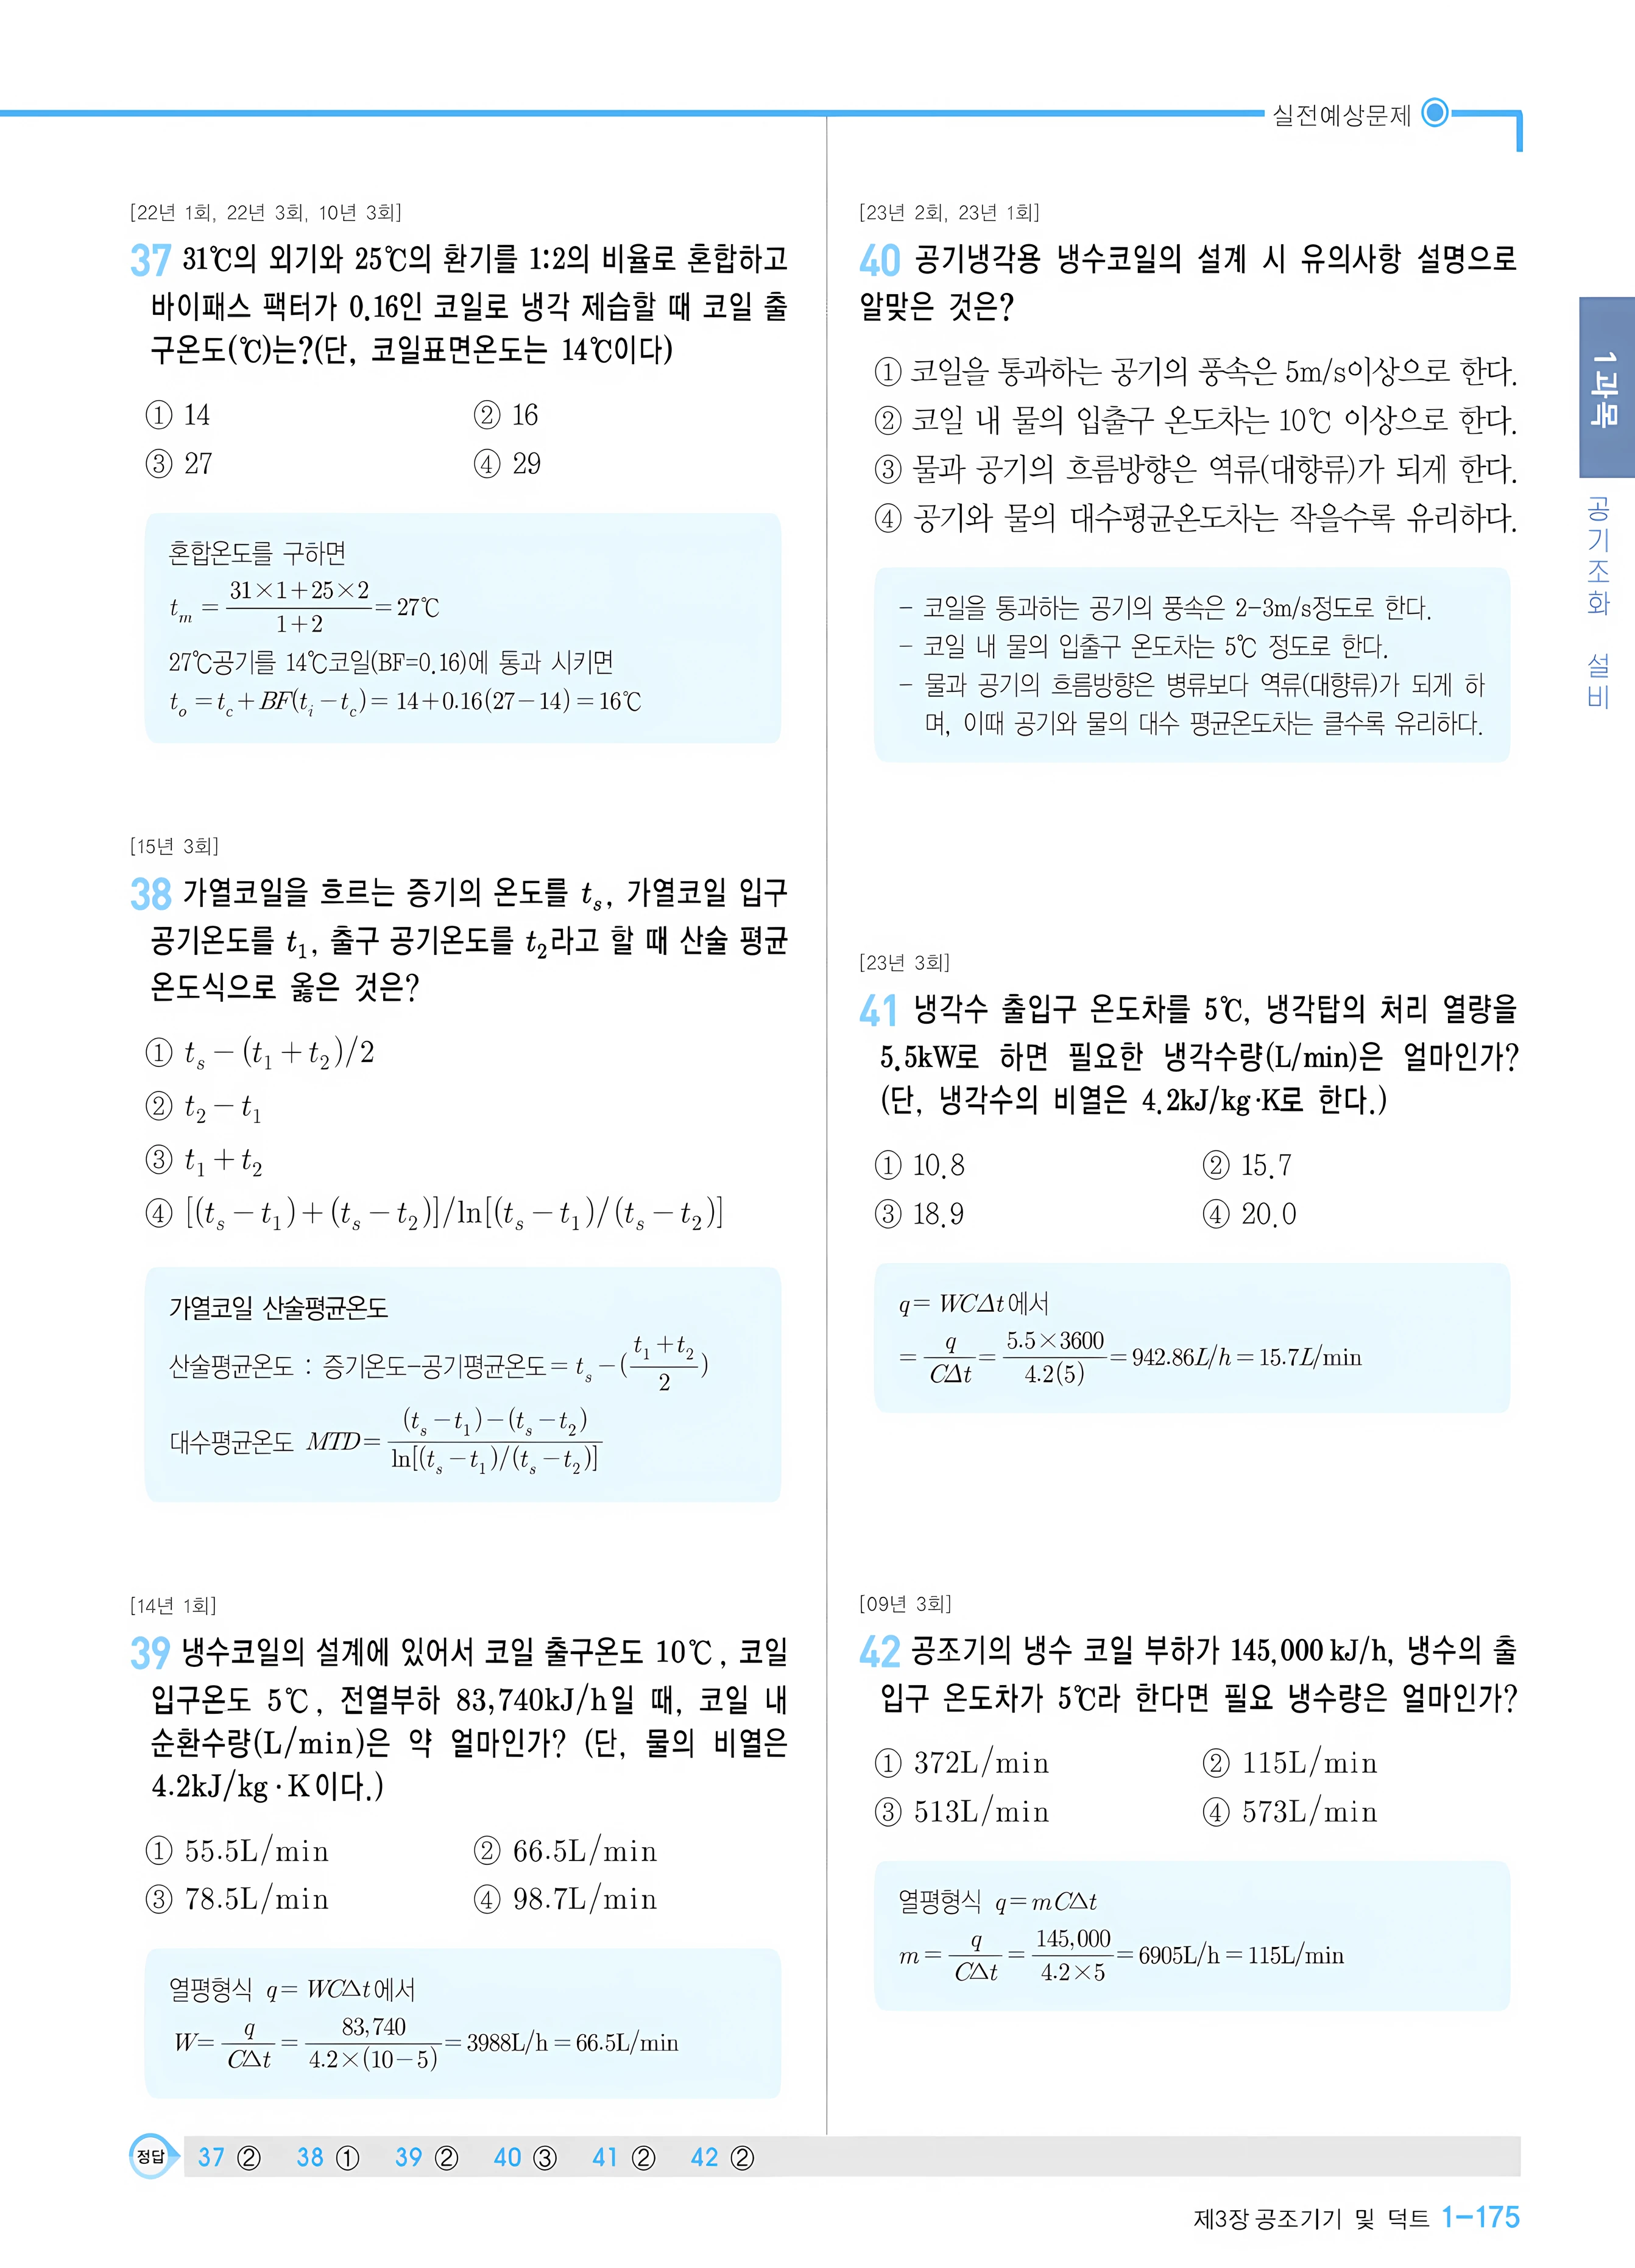 실전예상문제
[22년 1회, 22년 3회, 10년 3회]
37 31℃의 외기와 25℃의 환기를 1:2의 비율로 혼합하고
바이패스 팩터가 0.16인 코일로 냉각 제습할 때 코일 출
구온도(℃)는?(단, 코일표면온도는 14℃이다)
① 14 ② 16
③ 27 ④ 29
혼합온도를 구하면
t_m = (31×1+25×2)/(1+2) = 27℃
27℃공기를 14℃코일(BF=0.16)에 통과 시키면
t_o = t_c + BF(t_i − t_c) = 14+0.16(27−14) = 16℃
[15년 3회]
38 가열코일을 흐르는 증기의 온도를 t_s, 가열코일 입구
공기온도를 t_1, 출구 공기온도를 t_2라고 할 때 산술 평균
온도식으로 옳은 것은?
① t_s − (t_1 + t_2)/2
② t_2 − t_1
③ t_1 + t_2
④ [(t_s − t_1) + (t_s − t_2)]/ln[(t_s − t_1)/(t_s − t_2)]
가열코일 산술평균온도
산술평균온도 : 증기온도-공기평균온도 = t_s − ((t_1 + t_2)/2)
대수평균온도 MTD = ((t_s − t_1) − (t_s − t_2))/(ln[(t_s − t_1)/(t_s − t_2)])
[14년 1회]
39 냉수코일의 설계에 있어서 코일 출구온도 10℃, 코일
입구온도 5℃, 전열부하 83,740kJ/h일 때, 코일 내
순환수량(L/min)은 약 얼마인가? (단, 물의 비열은
4.2kJ/kg·K이다.)
① 55.5L/min ② 66.5L/min
③ 78.5L/min ④ 98.7L/min
열평형식 q = WC△t에서
W = q/(C△t) = 83,740/(4.2×(10−5)) = 3988L/h = 66.5L/min
[23년 2회, 23년 1회]
40 공기냉각용 냉수코일의 설계 시 유의사항 설명으로
알맞은 것은?
① 코일을 통과하는 공기의 풍속은 5m/s이상으로 한다.
② 코일 내 물의 입출구 온도차는 10℃ 이상으로 한다.
③ 물과 공기의 흐름방향은 역류(대향류)가 되게 한다.
④ 공기와 물의 대수평균온도차는 작을수록 유리하다.
- 코일을 통과하는 공기의 풍속은 2-3m/s정도로 한다.
- 코일 내 물의 입출구 온도차는 5℃ 정도로 한다.
- 물과 공기의 흐름방향은 병류보다 역류(대향류)가 되게 하
며, 이때 공기와 물의 대수 평균온도차는 클수록 유리하다.
[23년 3회]
41 냉각수 출입구 온도차를 5℃, 냉각탑의 처리 열량을
5.5kW로 하면 필요한 냉각수량(L/min)은 얼마인가?
(단, 냉각수의 비열은 4.2kJ/kg·K로 한다.)
① 10.8 ② 15.7
③ 18.9 ④ 20.0
q = WC△t에서
= q/(C△t) = (5.5×3600)/(4.2(5)) = 942.86L/h = 15.7L/min
[09년 3회]
42 공조기의 냉수 코일 부하가 145,000 kJ/h, 냉수의 출
입구 온도차가 5℃라 한다면 필요 냉수량은 얼마인가?
① 372L/min ② 115L/min
③ 513L/min ④ 573L/min
열평형식 q = mC△t
m = q/(C△t) = 145,000/(4.2×5) = 6905L/h = 115L/min
1과목
공기조화 설비
정답 37 ② 38 ① 39 ② 40 ③ 41 ② 42 ②
제3장 공조기기 및 덕트 1-175